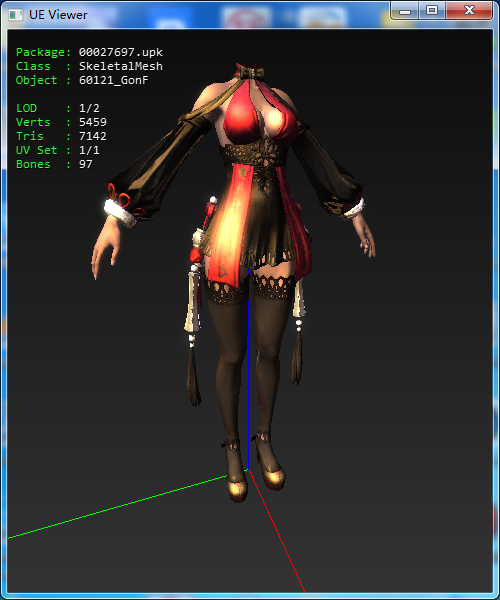 UE Viewer
Package: 00027697.upk
Class : SkeletalMesh
Object : 60121_GonF
LOD : 1/2
Verts : 5459
Tris : 7142
UV Set : 1/1
Bones : 97